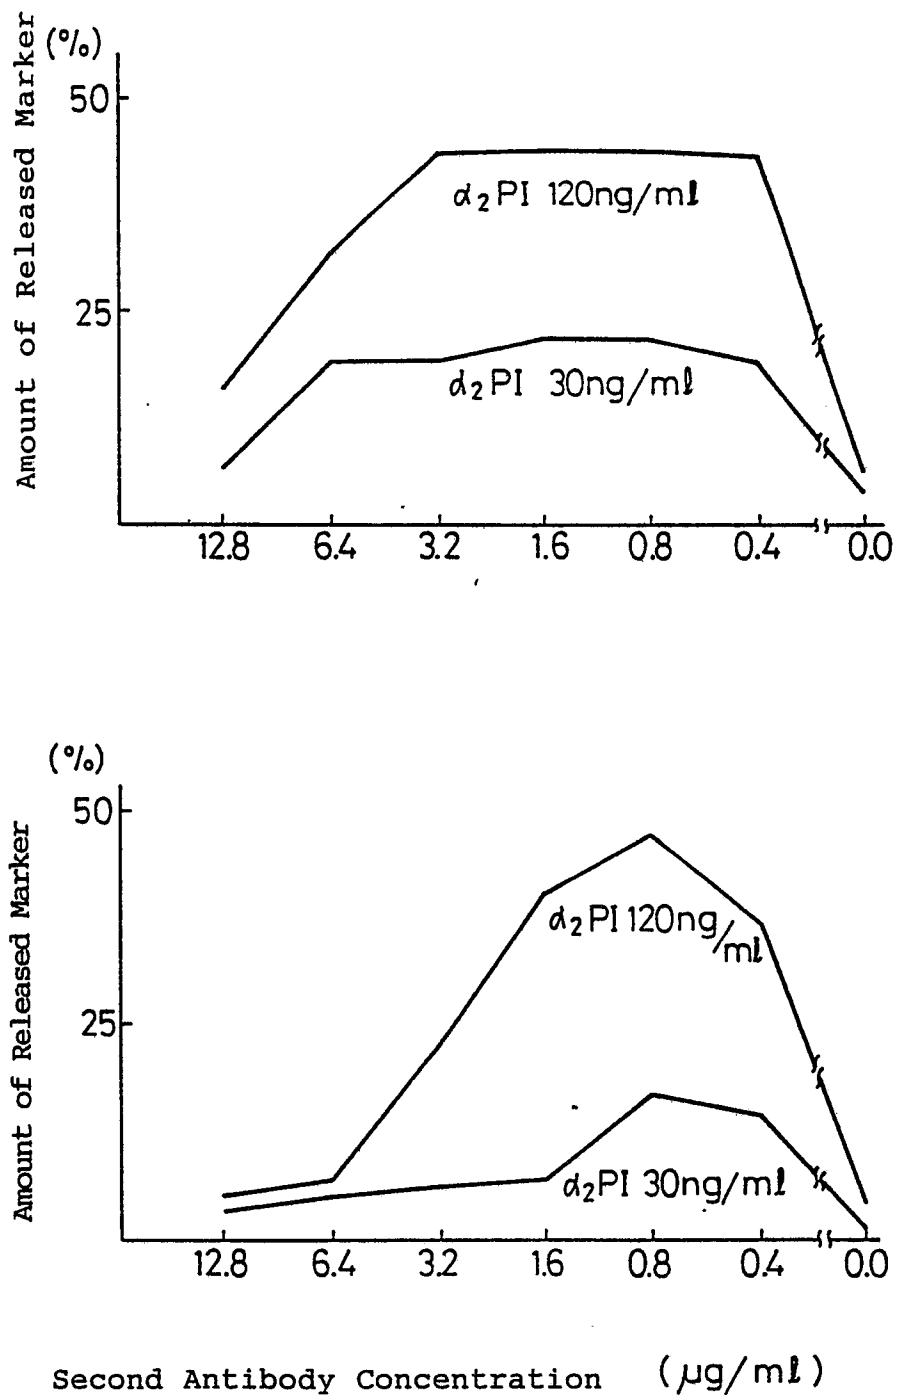 (%)
Amount of Released Marker
50
25
α₂PI 120ng/ml
α₂PI 30ng/ml
12.8 6.4 3.2 1.6 0.8 0.4 0.0
(%)
Amount of Released Marker
50
25
α₂PI 120ng/ml
α₂PI 30ng/ml
12.8 6.4 3.2 1.6 0.8 0.4 0.0
Second Antibody Concentration (μg/ml)